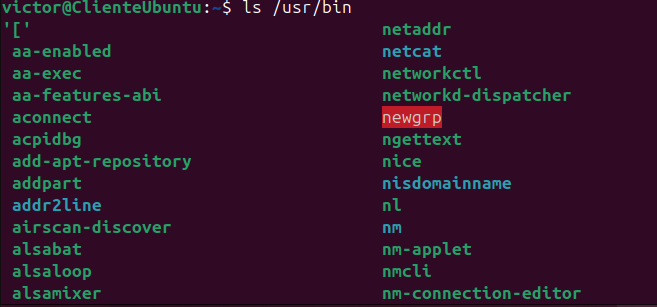 victor@ClienteUbuntu:~$ ls /usr/bin
'[' netaddr
aa-enabled netcat
aa-exec networkctl
aa-features-abi networkd-dispatcher
aconnect newgrp
acpidbg ngettext
add-apt-repository nice
addpart nisdomainname
addr2line nl
airscan-discover nm
alsabat nm-applet
alsaloop nmcli
alsamixer nm-connection-editor